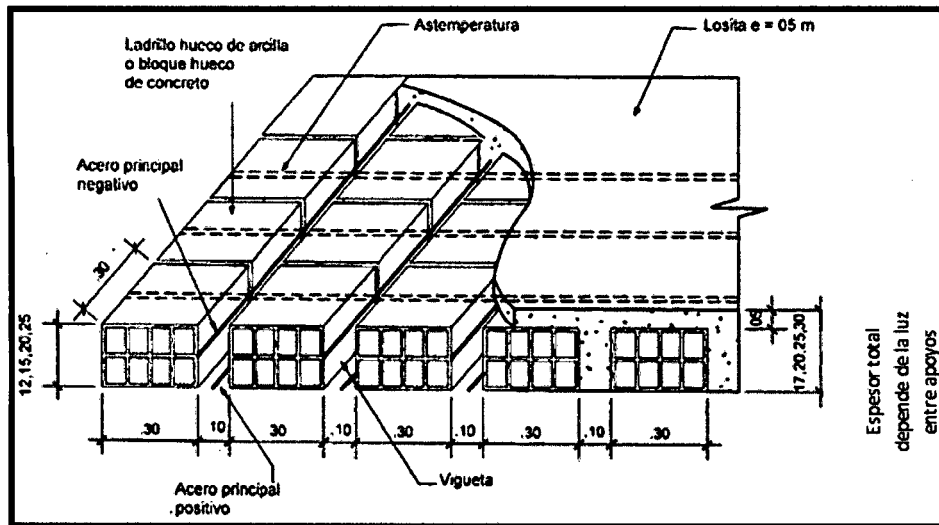 Astemperatura
Losita e = 05 m
Ladrillo hueco de arcilla
o bloque hueco
de concreto
Acero principal
negativo
.30
12,15,20,25
.05
17,20,25,30
Espesor total
depende de la luz
entre apoyos
.30
.10
30
.10
.30
.10
.30
.10
.30
Acero principal
.positivo
Vigueta